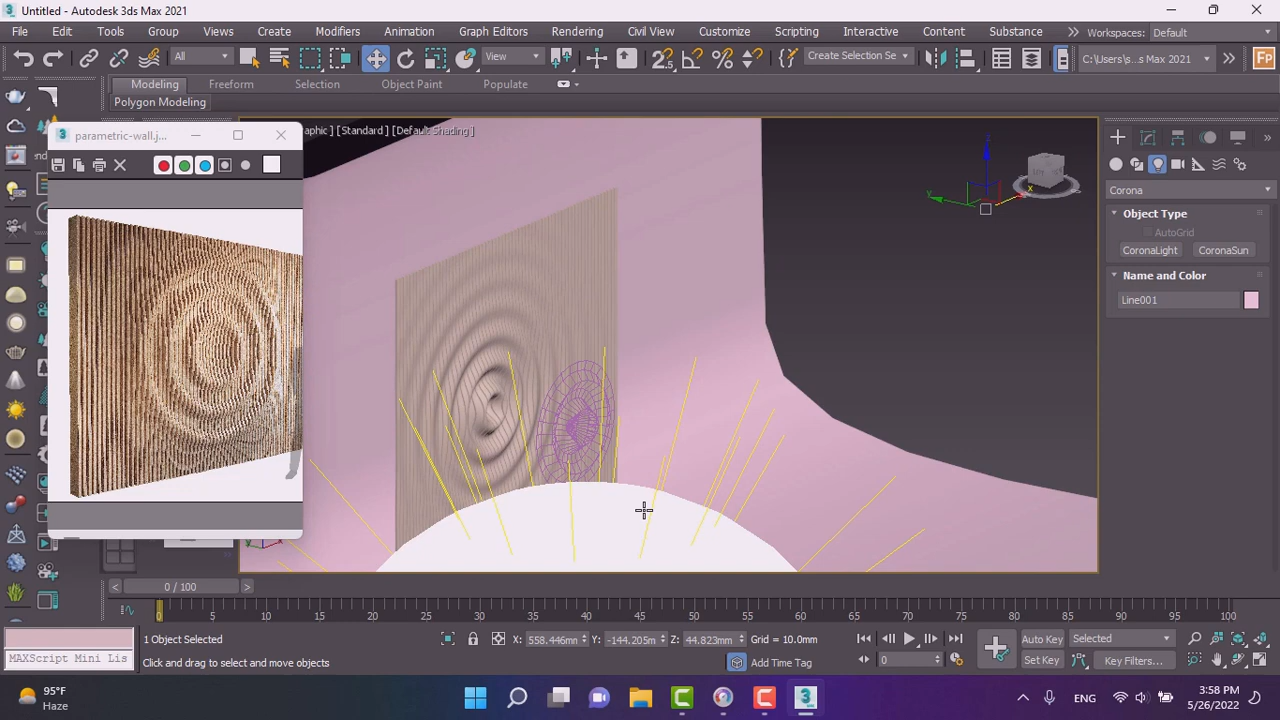 Untitled - Autodesk 3ds Max 2021
File Edit Tools Group Views Create Modifiers Animation Graph Editors Rendering Civil View Customize Scripting Interactive Content Substance Workspaces: Default
All View Create Selection Se C:\Users\s...s Max 2021
Modeling Freeform Selection Object Paint Populate
Polygon Modeling
parametric-wall.j...
raphic ] [Standard ] [Default Shading ]
Corona
Object Type
AutoGrid
CoronaLight CoronaSun
Name and Color
Line001
0 / 100
0 5 10 15 20 25 30 35 40 45 50 55 60 65 70 75 80 85 90 95 100
1 Object Selected X: 558.446mm Y: -144.205m Z: 44.823mm Grid = 10.0mm Auto Key Selected
MAXScript Mini Lis Click and drag to select and move objects Add Time Tag 0 Set Key Key Filters...
95°F
Haze
ENG
3:58 PM
5/26/2022